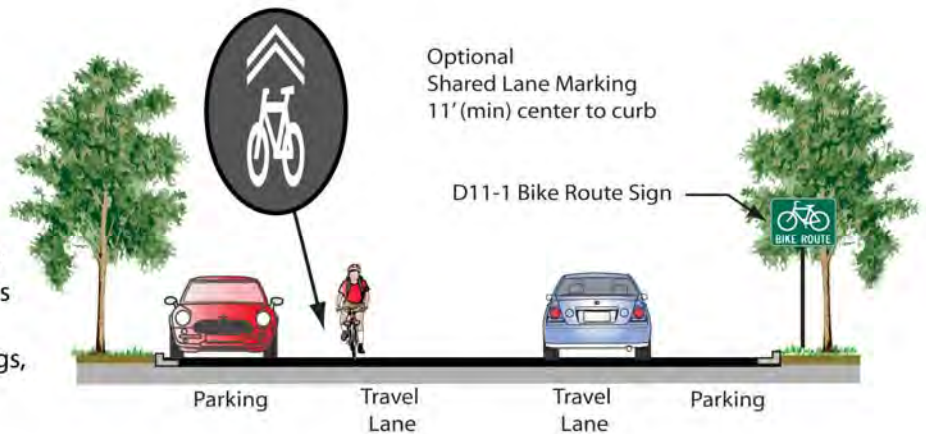 Optional
Shared Lane Marking
11' (min) center to curb
D11-1 Bike Route Sign
BIKE ROUTE
gs,
Parking
Travel
Lane
Travel
Lane
Parking